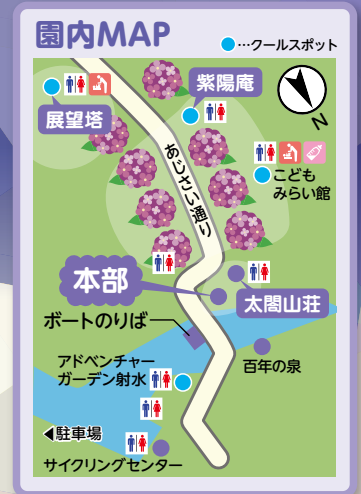 園内MAP
…クールスポット
展望塔
紫陽庵
N
あじさい通り
こども
みらい館
本部
太閤山荘
ボートのりば
百年の泉
アドベンチャー
ガーデン射水
◀駐車場
サイクリングセンター